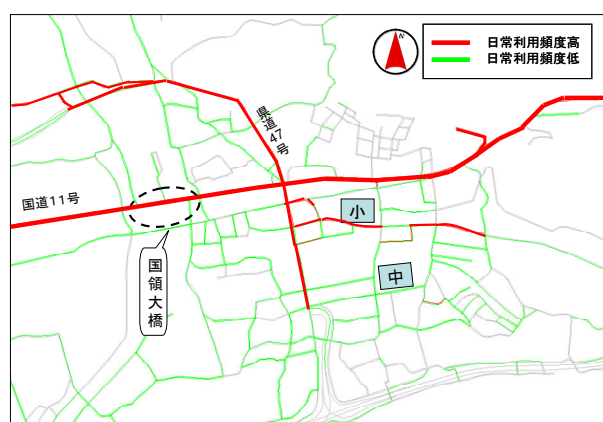 N
日常利用頻度高
日常利用頻度低
県道47号
国道11号
小
中
国領大橋